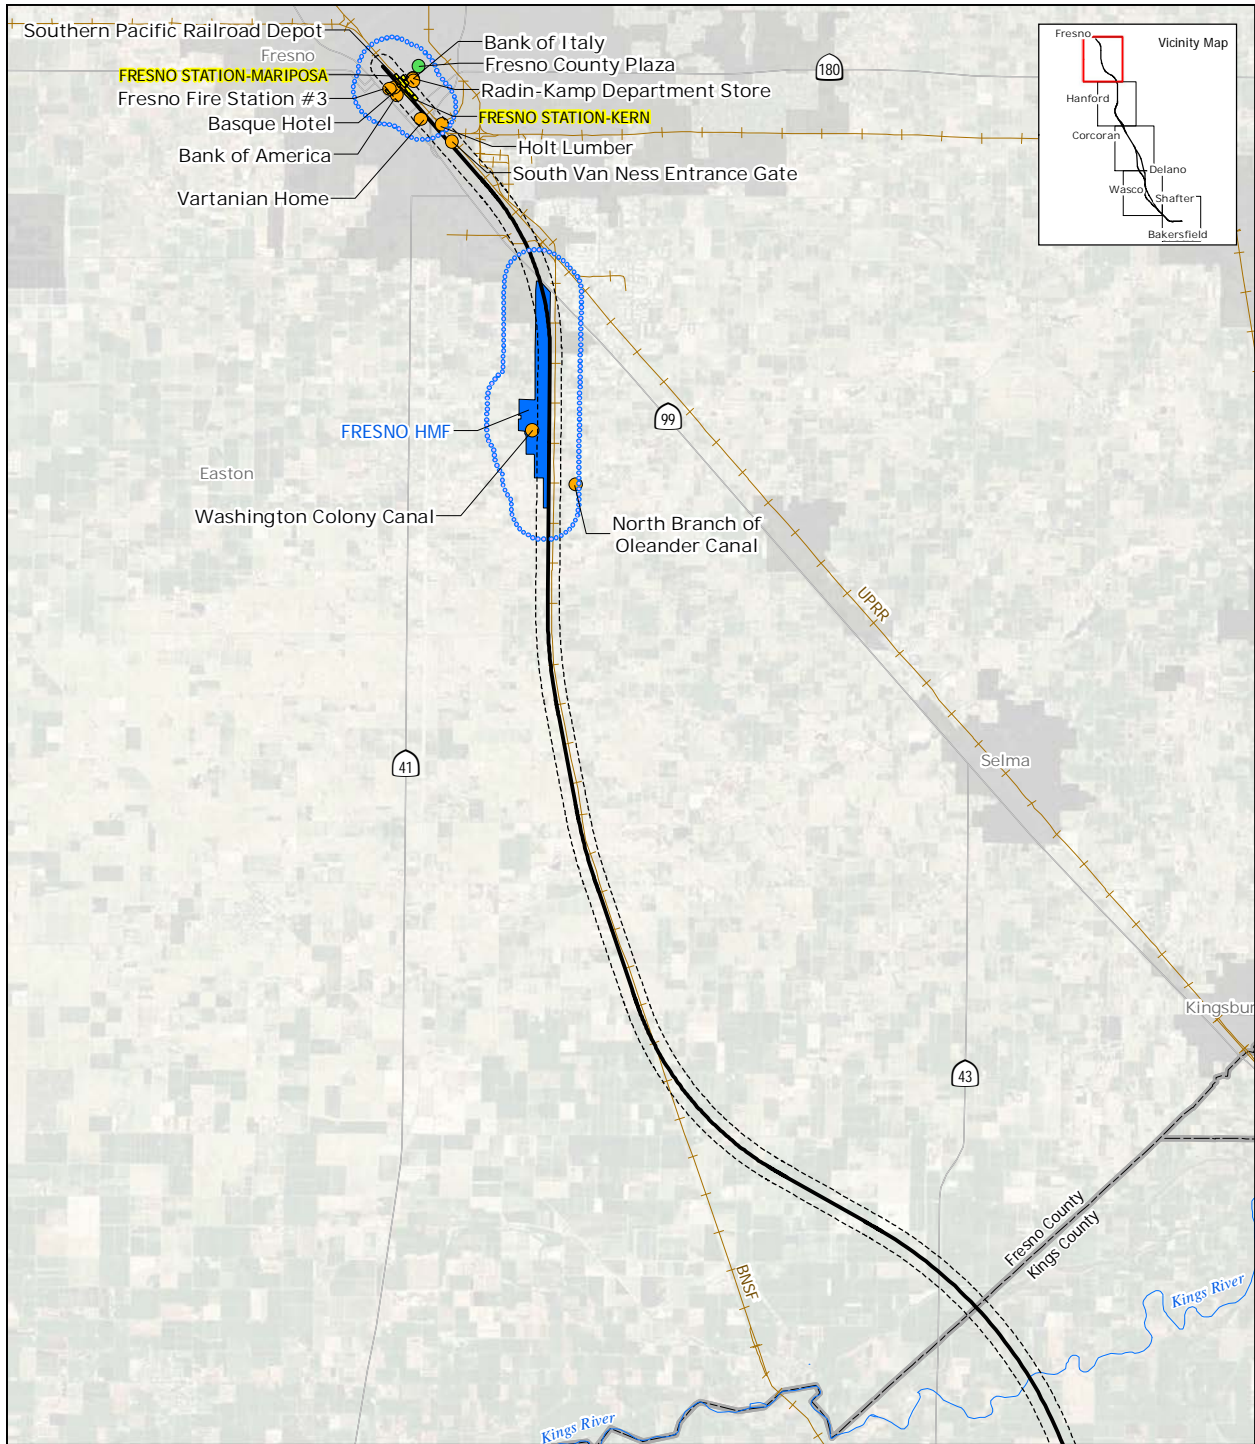 Southern Pacific Railroad Depot
Fresno
FRESNO STATION-MARIPOSA
Fresno Fire Station #3
Basque Hotel
Bank of America
Vartanian Home
Bank of Italy
Fresno County Plaza
Radin-Kamp Department Store
FRESNO STATION-KERN
Holt Lumber
South Van Ness Entrance Gate
180
Vicinity Map
Fresno
Hanford
Corcoran
Delano
Wasco
Shafter
Bakersfield
99
FRESNO HMF
Easton
Washington Colony Canal
North Branch of
Oleander Canal
UPRR
41
Selma
Kingsbur
43
Fresno County
Kings County
BNSF
Kings River
Kings River